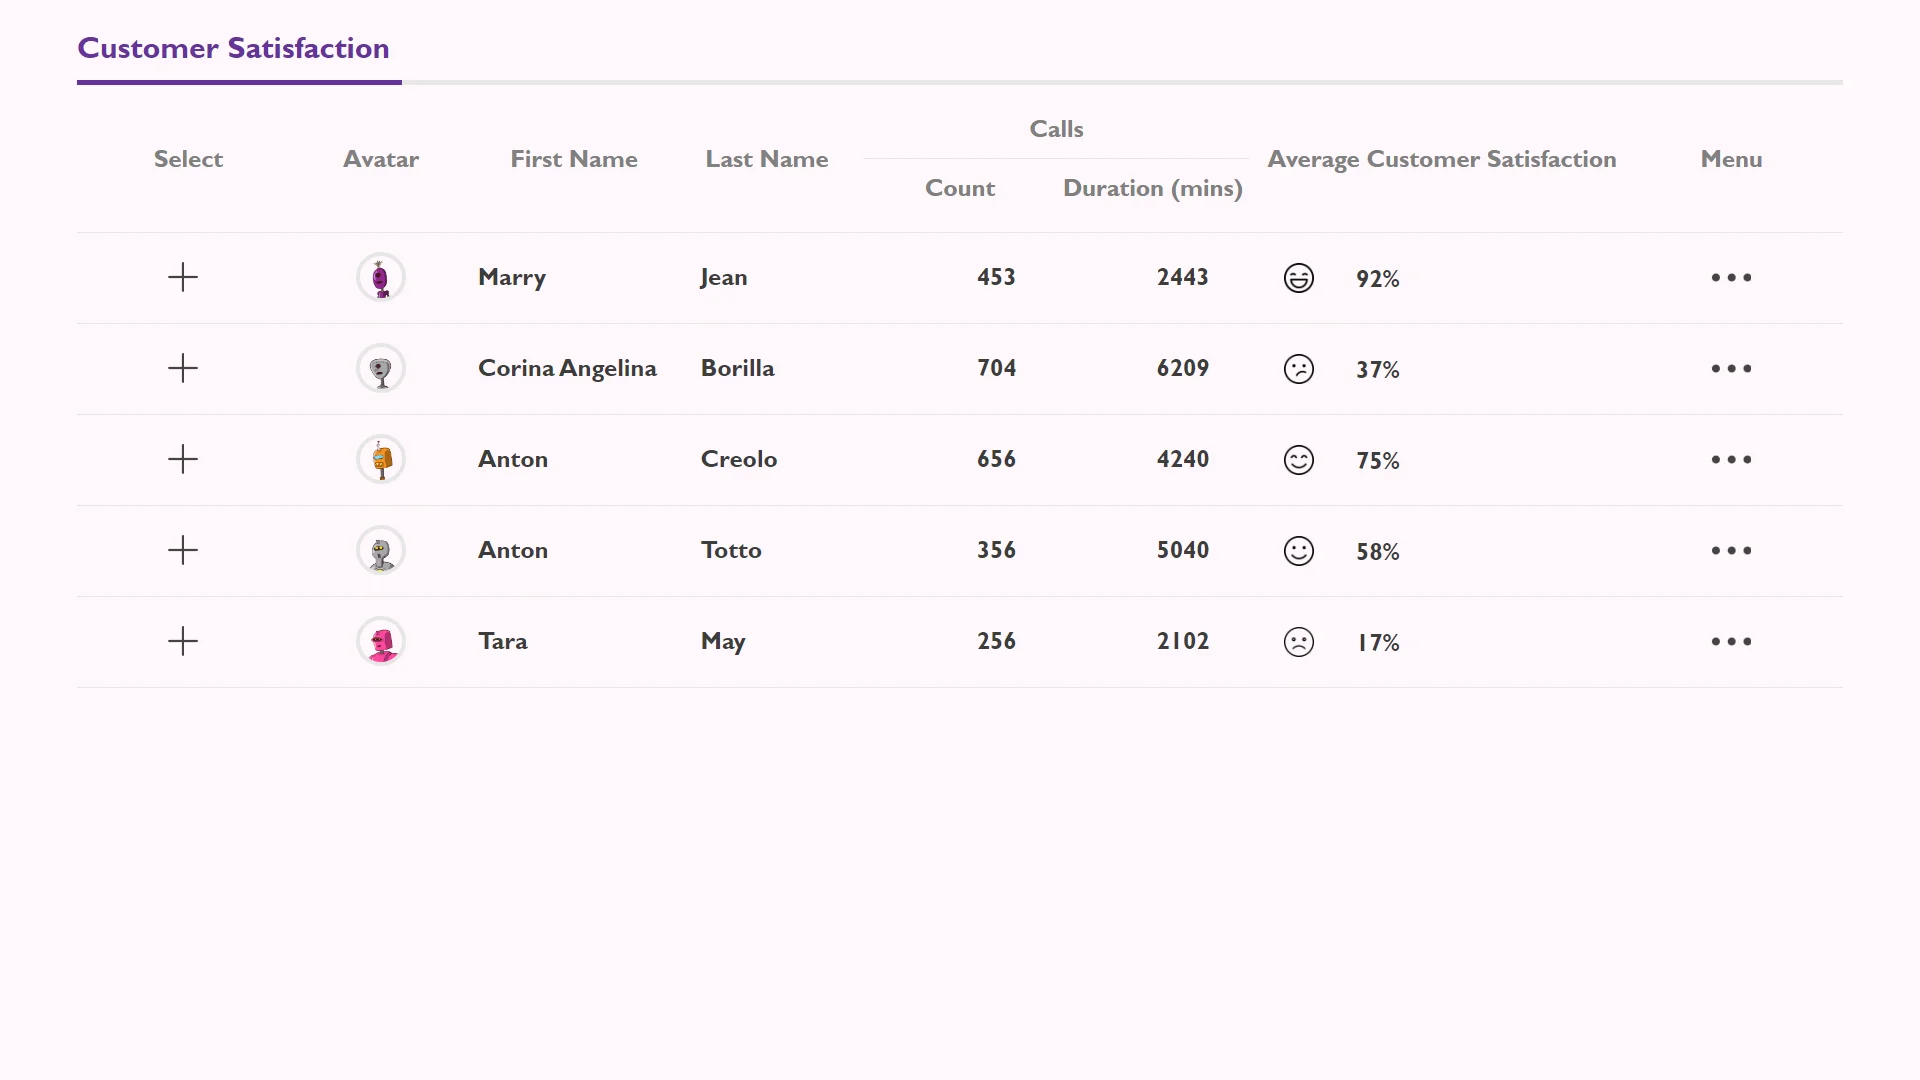 Customer Satisfaction
Calls
Select Avatar First Name Last Name Average Customer Satisfaction Menu
Count Duration (mins)
Marry Jean 453 2443 92%
Corina Angelina Borilla 704 6209 37%
Anton Creolo 656 4240 75%
Anton Totto 356 5040 58%
Tara May 256 2102 17%